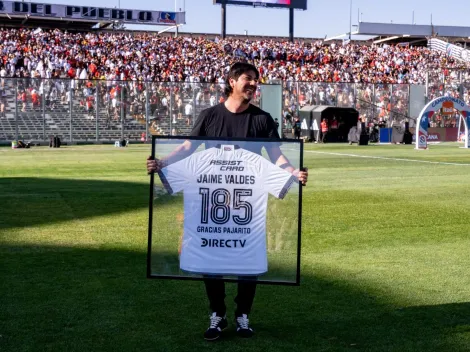 DEL PUEBLO
ASSIST
CARD
JAIME VALDES
185
GRACIAS PAJARITO
DIRECTV